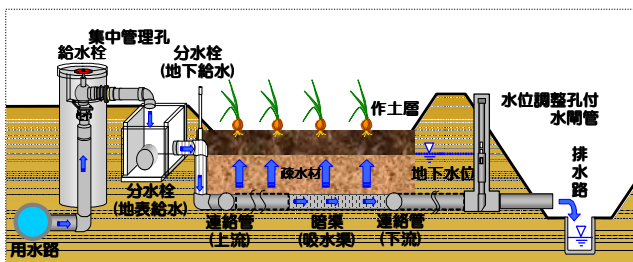 集中管理孔
給水栓
分水栓
(地下給水)
作土層
水位調整孔付
水閘管
排水路
疎水材
地下水位
分水栓
(地表給水)
連絡管
(上流)
暗渠
(吸水渠)
連絡管
(下流)
用水路